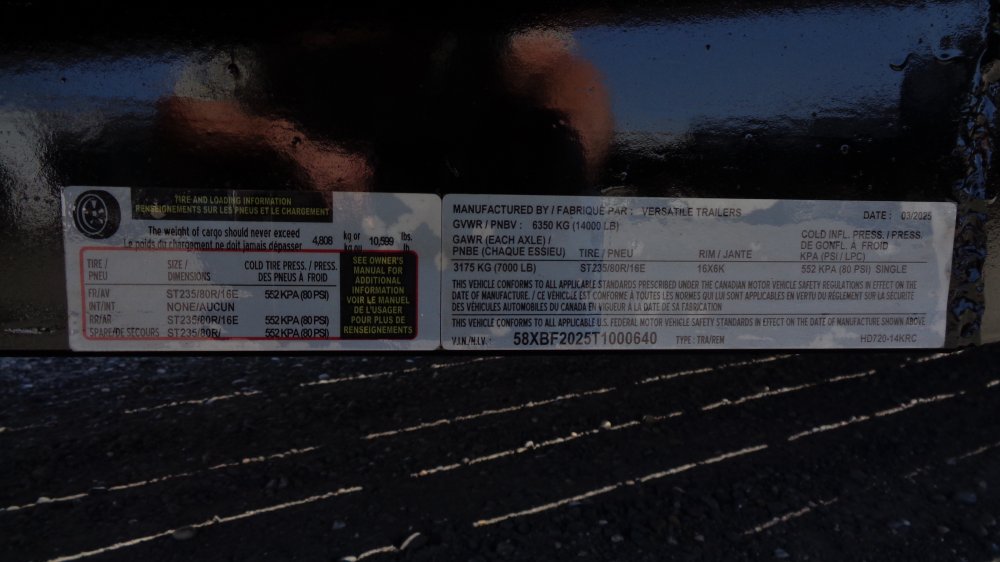 TIRE AND LOADING INFORMATION
RENSEIGNEMENTS SUR LES PNEUS ET LE CHARGEMENT
The weight of cargo should never exceed
Le poids du chargement ne doit jamais dépasser
4,808 kg or 10,599 lbs.
kg ou lb.
TIRE / SIZE / COLD TIRE PRESS. / PRESS.
PNEU DIMENSIONS DES PNEUS À FROID
FR/AV ST235/80R/16E 552 KPA (80 PSI)
INT/INT NONE/AUCUN
RR/AR ST235/80R/16E 552 KPA (80 PSI)
SPARE/DE SECOURS ST235/80R/ 552 KPA (80 PSI)
SEE OWNER'S
MANUAL FOR
ADDITIONAL
INFORMATION
VOIR LE MANUEL
DE L'USAGER
POUR PLUS DE
RENSEIGNEMENTS
MANUFACTURED BY / FABRIQUÉ PAR : VERSATILE TRAILERS DATE : 03/2025
GVWR / PNBV : 6350 KG (14000 LB)
GAWR (EACH AXLE) / COLD INFL. PRESS. / PRESS.
PNBE (CHAQUE ESSIEU) TIRE / PNEU RIM / JANTE DE GONFL. À FROID
KPA (PSI / LPC)
3175 KG (7000 LB) ST235/80R/16E 16X6K 552 KPA (80 PSI) SINGLE
THIS VEHICLE CONFORMS TO ALL APPLICABLE STANDARDS PRESCRIBED UNDER THE CANADIAN MOTOR VEHICLE SAFETY REGULATIONS IN EFFECT ON THE
DATE OF MANUFACTURE. / CE VÉHICULE EST CONFORME À TOUTES LES NORMES QUI LUI SONT APPLICABLES EN VERTU DU RÈGLEMENT SUR LA SÉCURITÉ
DES VÉHICULES AUTOMOBILES DU CANADA EN VIGUEUR À LA DATE DE SA FABRICATION.
THIS VEHICLE CONFORMS TO ALL APPLICABLE U.S. FEDERAL MOTOR VEHICLE SAFETY STANDARDS IN EFFECT ON THE DATE OF MANUFACTURE SHOWN ABOVE
V.I.N. / N.I.V. : 58XBF2025T1000640 TYPE : TRA/REM HD720-14KRC